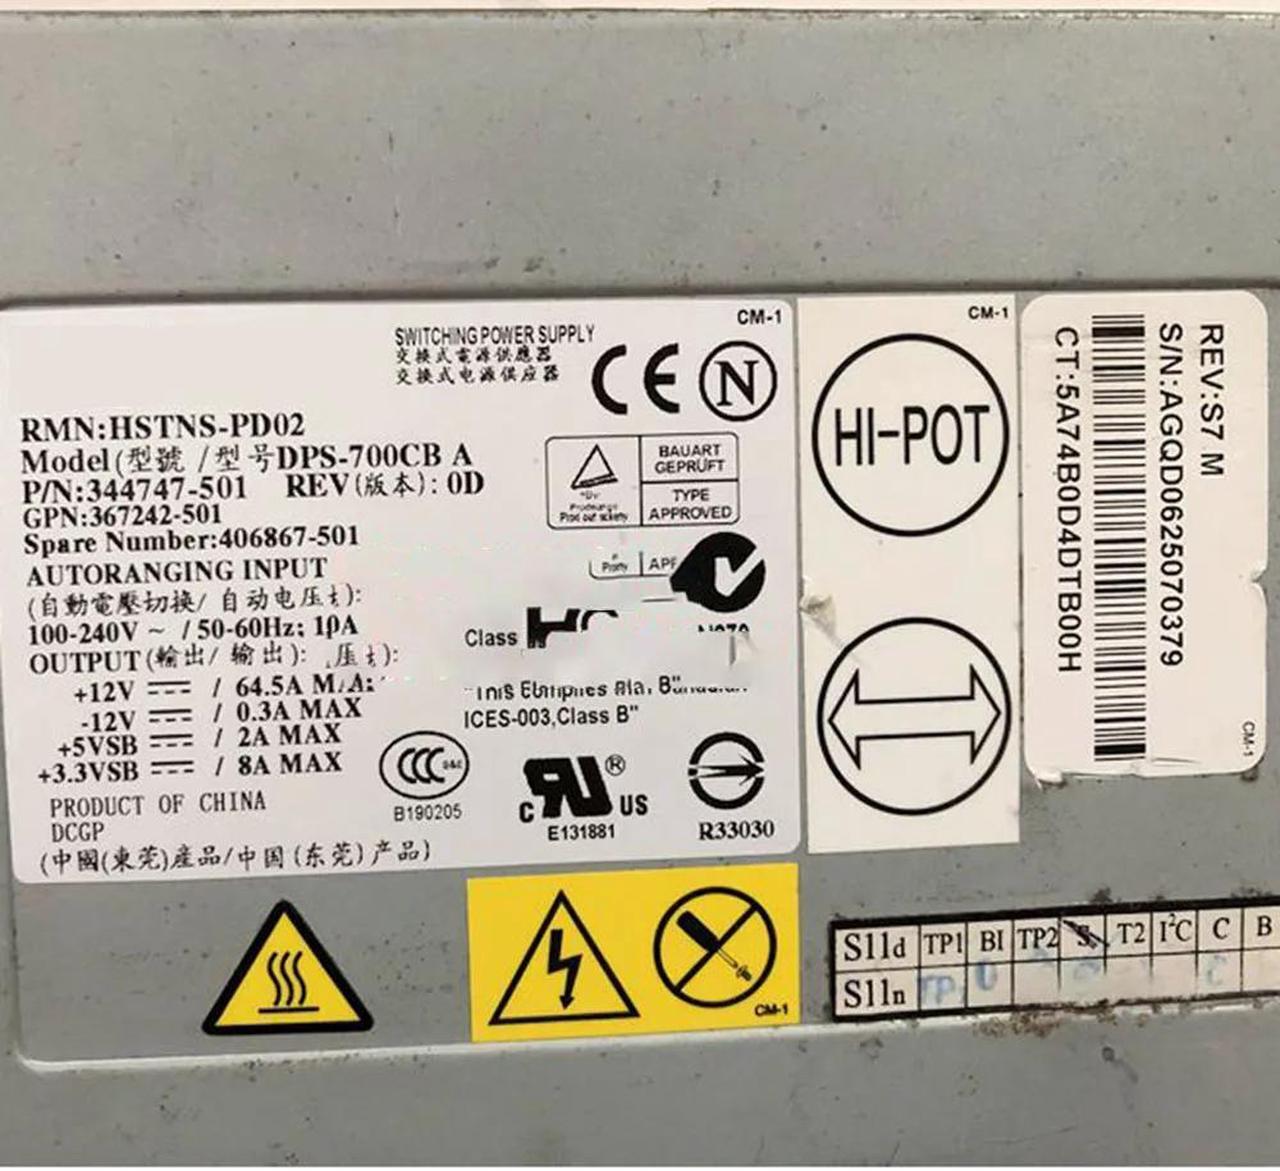 CM-1
SWITCHING POWER SUPPLY
交換式電源供應器
交换式电源供应器
CE N
RMN:HSTNS-PD02
Model(型號/型号DPS-700CB A
P/N:344747-501 REV(版本): 0D
GPN:367242-501
Spare Number:406867-501
AUTORANGING INPUT
(自動電壓切换/ 自动电压):
100-240V ~ / 50-60Hz; 10A
OUTPUT(輸出/ 输出):
+12V / 64.5A
-12V / 0.3A MAX
+5VSB / 2A MAX
+3.3VSB / 8A MAX
PRODUCT OF CHINA
DCGP
(中國(東莞)產品/中国(东莞)产品)
BAUART
GEPRÜFT
TYPE
APPROVED
Class
ICES-003,Class B"
CCC
B190205
c RU ® US
E131881
R33030
CM-1
HI-POT
REV:S7 M
S/N:AGQD0625070379
CT:5A74B0D4DTB00H
CM-1
CM-1
S11d TP1 BI TP2 T2 I²C C B
S11n